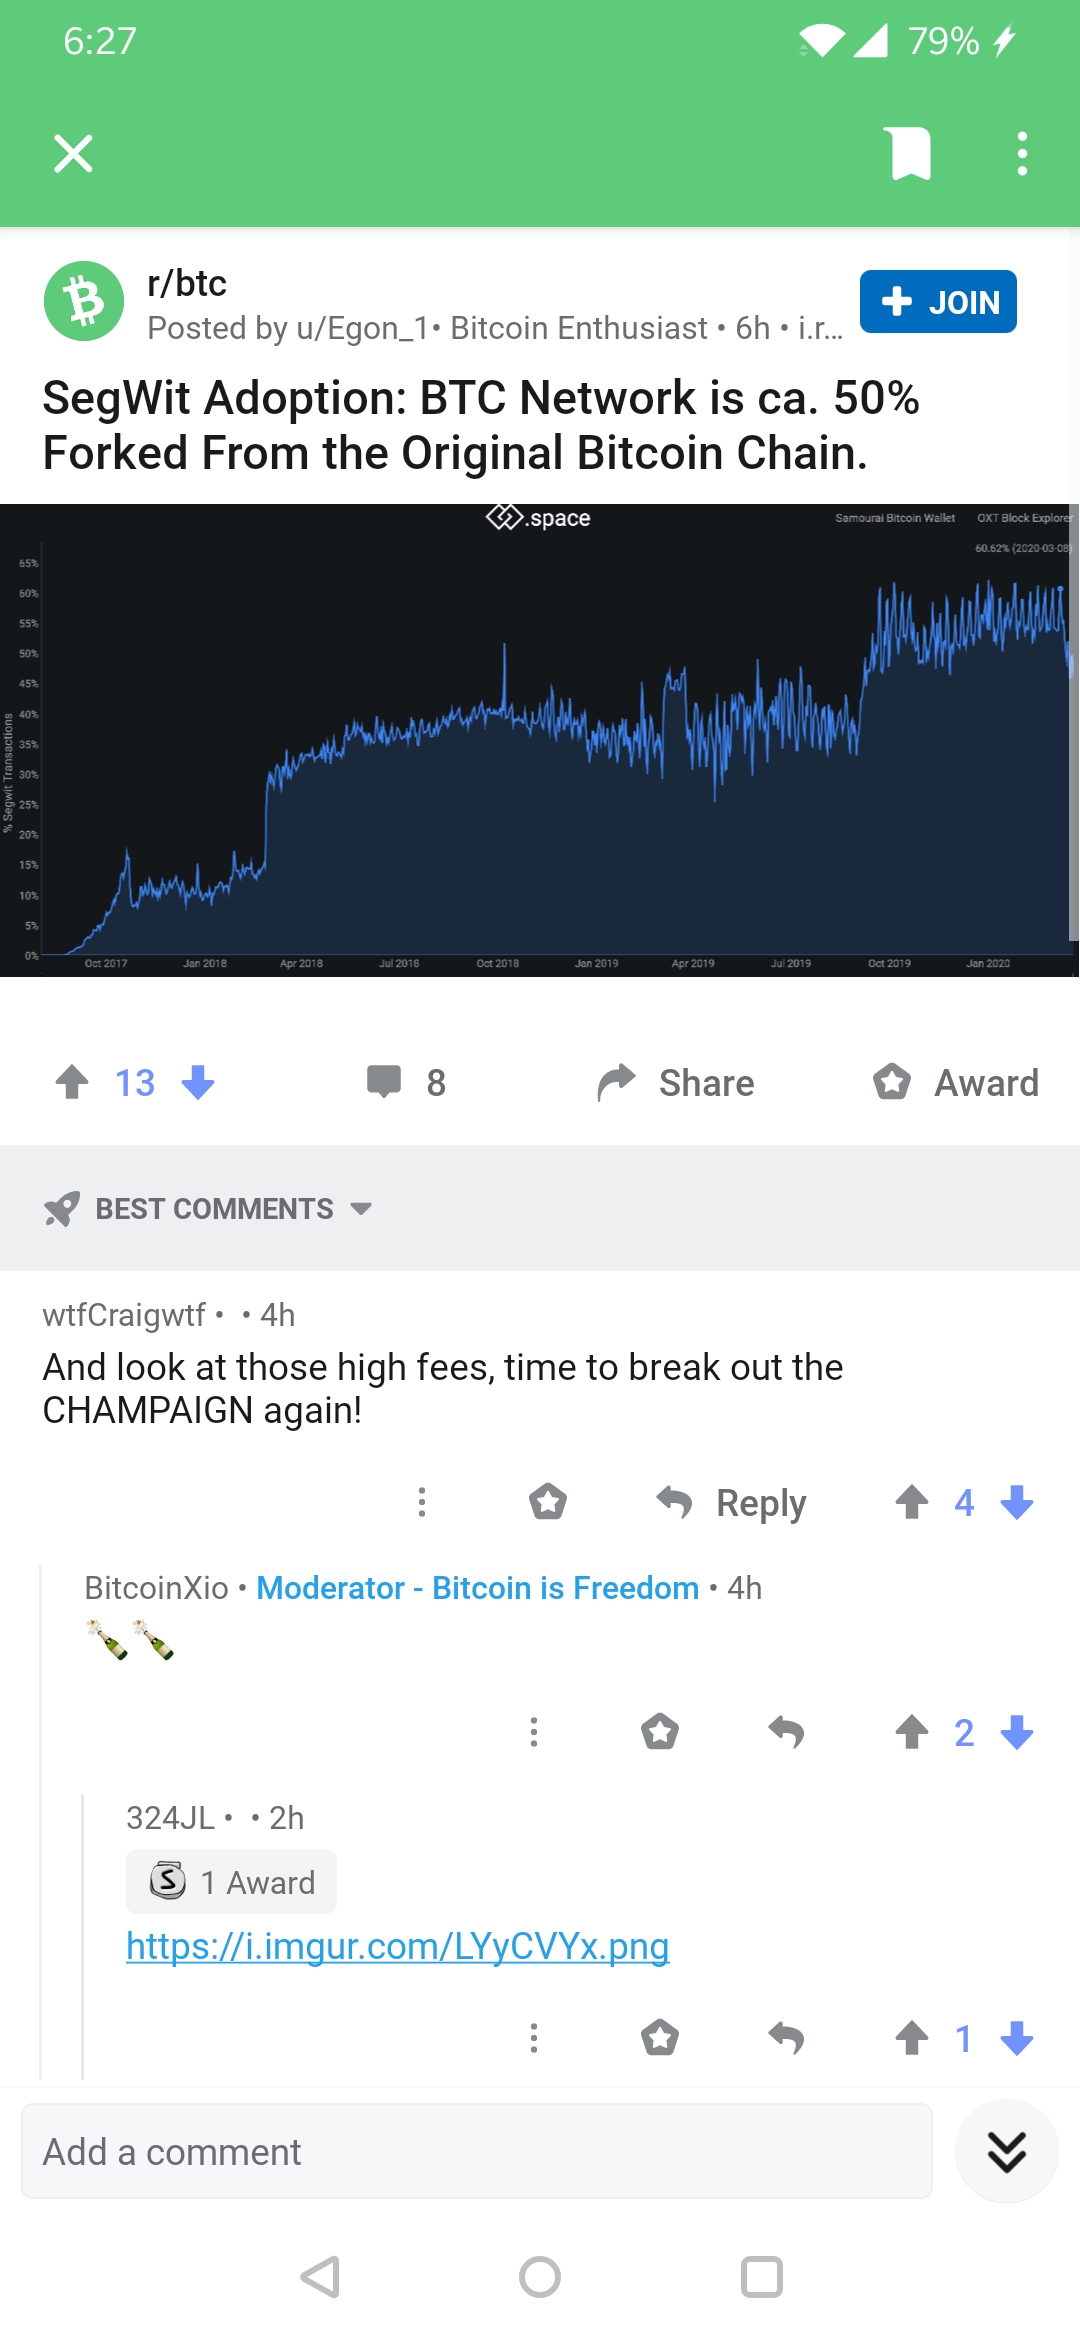 6:27
79%
r/btc
Posted by u/Egon_1• Bitcoin Enthusiast • 6h • i.r...
+ JOIN
SegWit Adoption: BTC Network is ca. 50%
Forked From the Original Bitcoin Chain.
.space
Samourai Bitcoin Wallet OXT Block Explorer
60.62% (2020-03-08)
65%
60%
55%
50%
45%
40%
35%
30%
25%
20%
15%
10%
5%
0%
% Segwit Transactions
Oct 2017 Jan 2018 Apr 2018 Jul 2018 Oct 2018 Jan 2019 Apr 2019 Jul 2019 Oct 2019 Jan 2020
13 8 Share Award
BEST COMMENTS
wtfCraigwtf • • 4h
And look at those high fees, time to break out the
CHAMPAIGN again!
Reply 4
BitcoinXio • Moderator - Bitcoin is Freedom • 4h
🍾🍾
2
324JL • • 2h
S 1 Award
https://i.imgur.com/LYyCVYx.png
1
Add a comment